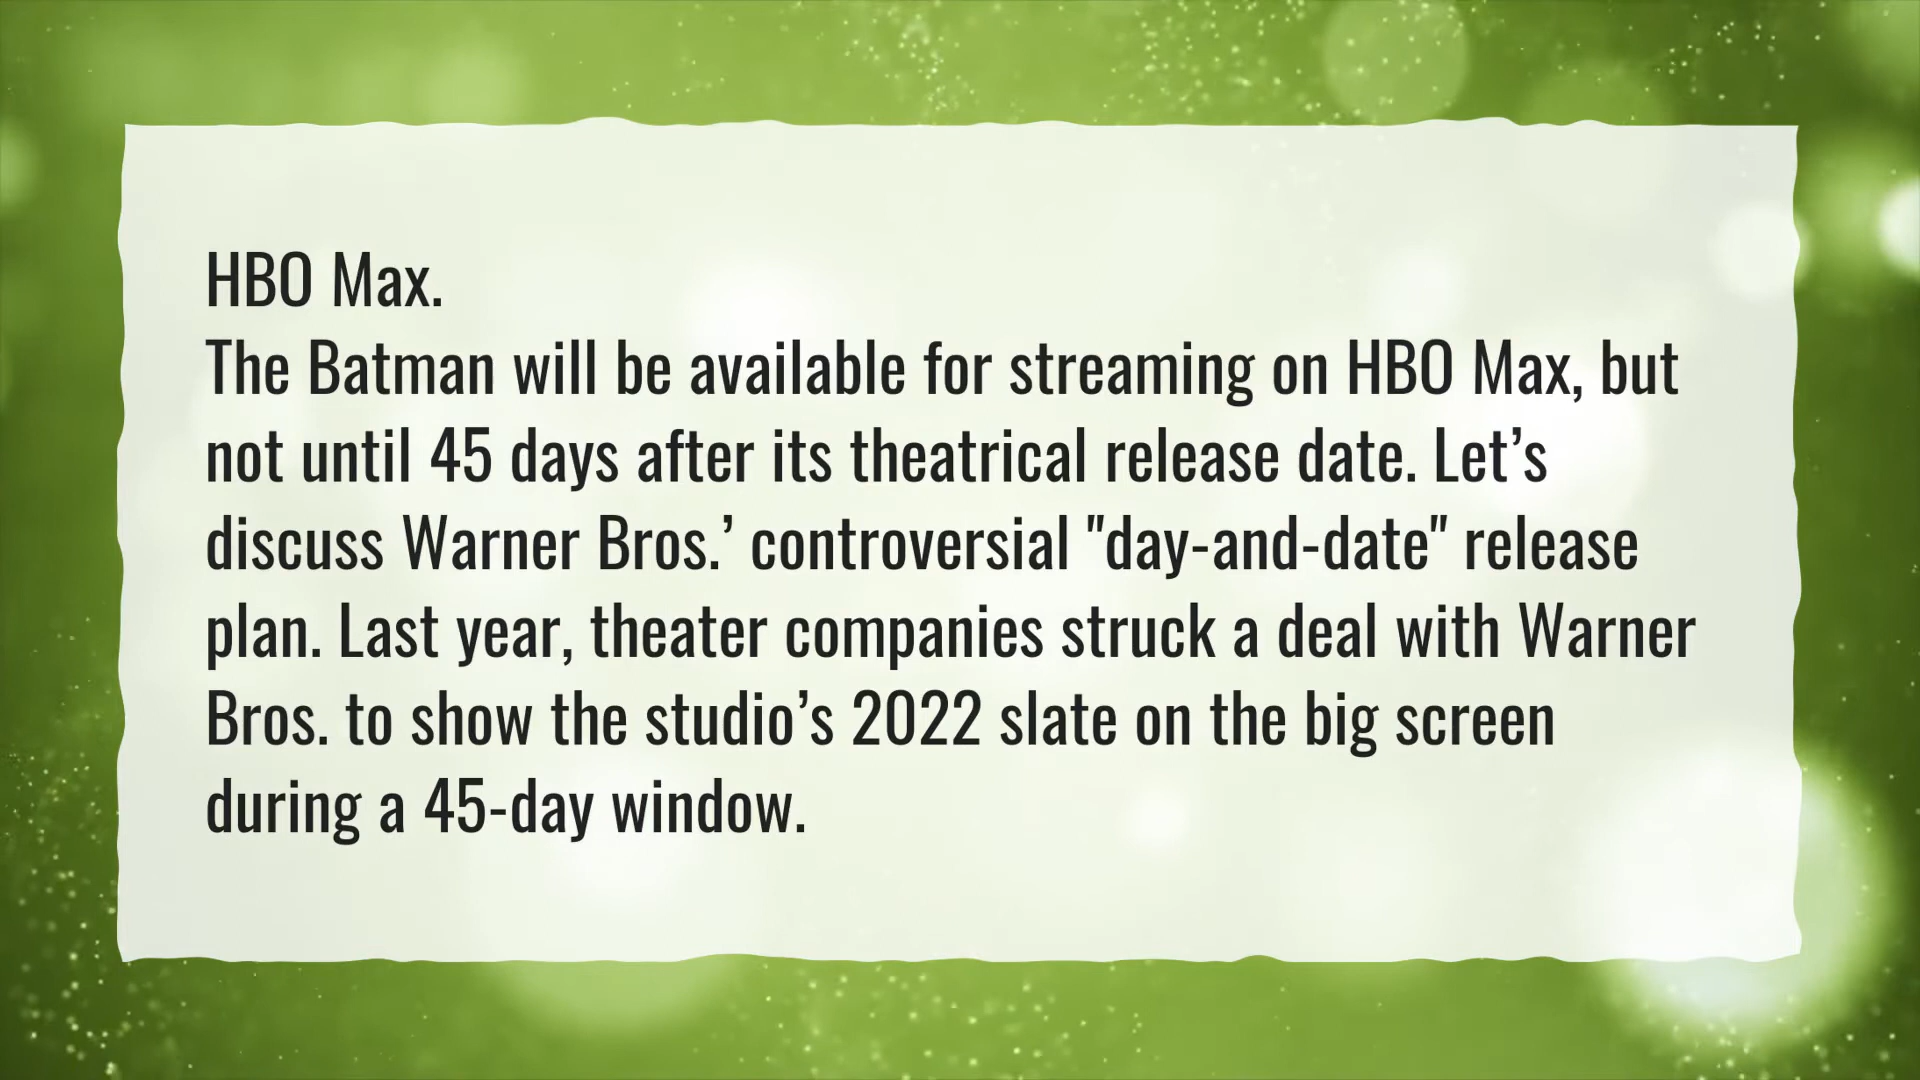 HBO Max.
The Batman will be available for streaming on HBO Max, but
not until 45 days after its theatrical release date. Let’s
discuss Warner Bros.’ controversial "day-and-date" release
plan. Last year, theater companies struck a deal with Warner
Bros. to show the studio’s 2022 slate on the big screen
during a 45-day window.